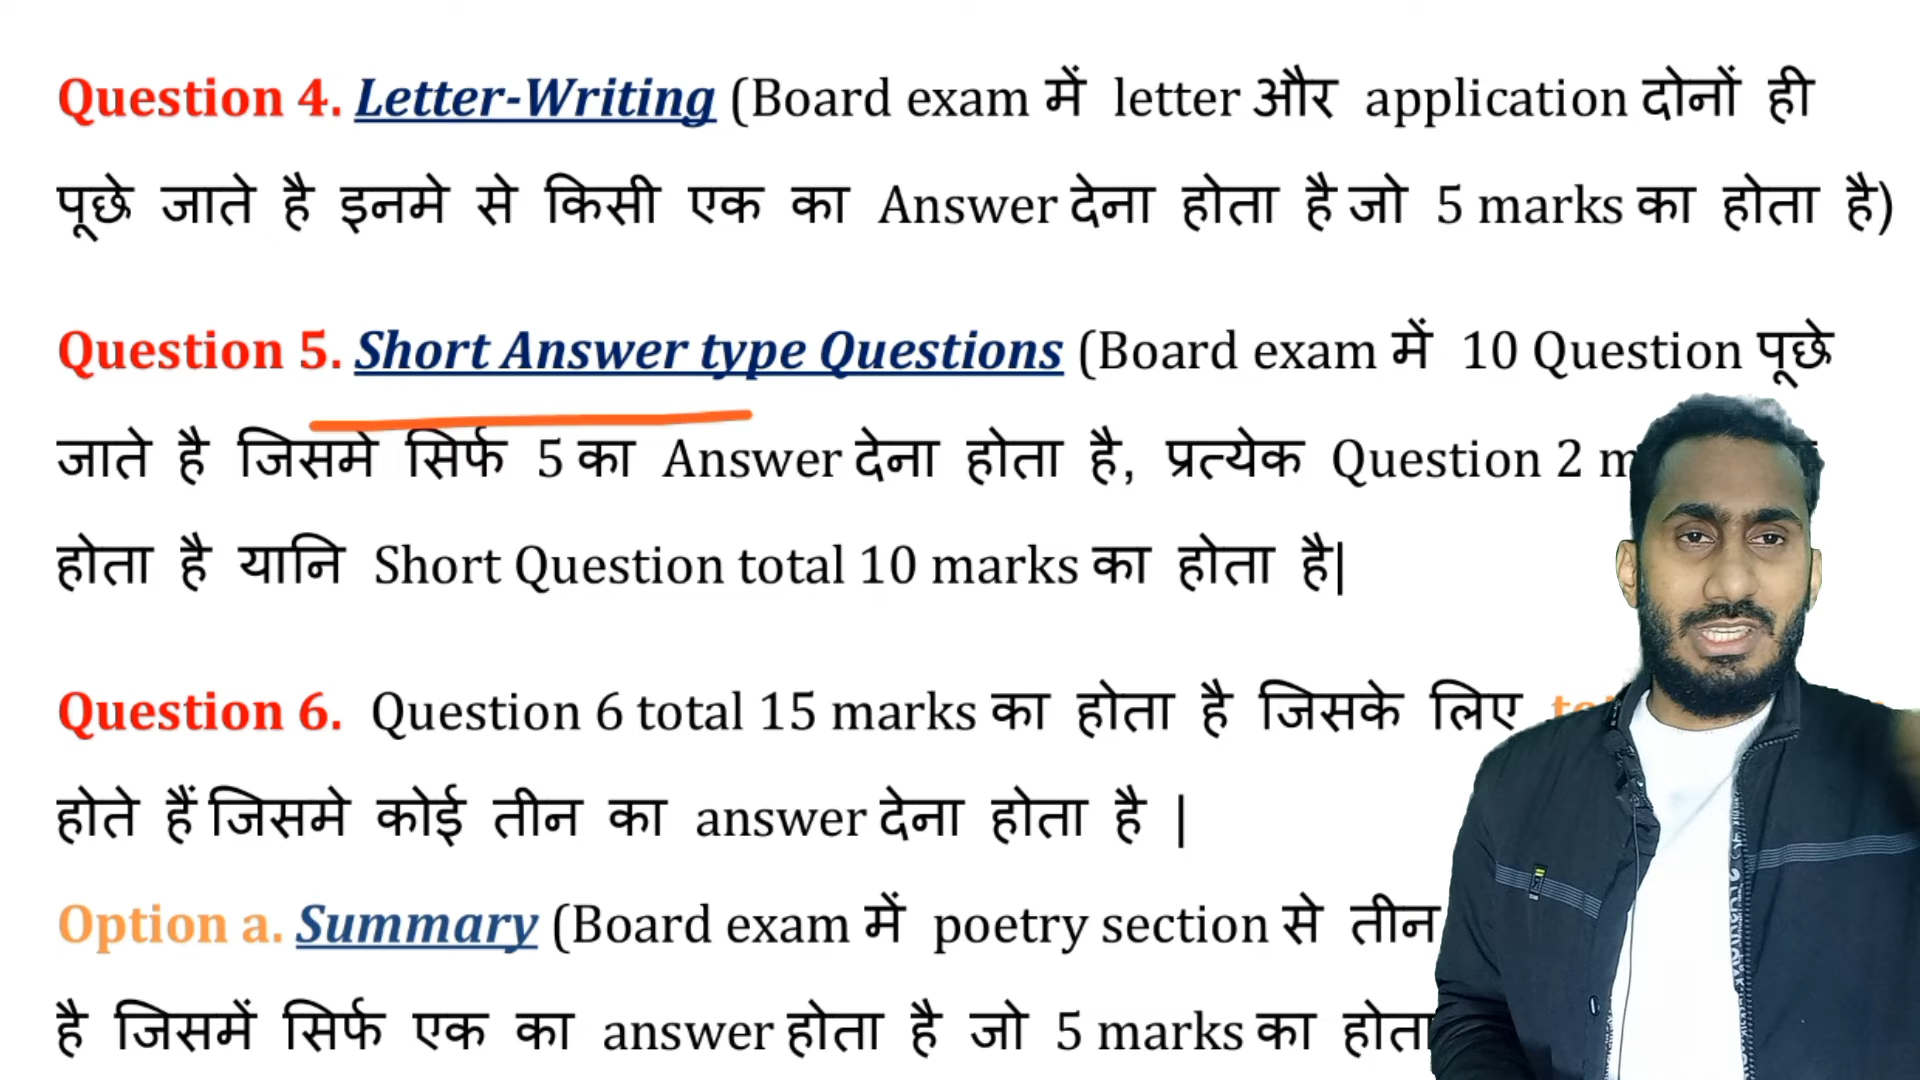 Question 4. Letter-Writing (Board exam में letter और application दोनों ही
पूछे जाते है इनमे से किसी एक का Answer देना होता है जो 5 marks का होता है)
Question 5. Short Answer type Questions (Board exam में 10 Question पूछे
जाते है जिसमे सिर्फ 5 का Answer देना होता है, प्रत्येक Question 2
होता है यानि Short Question total 10 marks का होता है|
Question 6. Question 6 total 15 marks का होता है जिसके लिए
होते हैं जिसमे कोई तीन का answer देना होता है |
Option a. Summary (Board exam में poetry section से तीन
है जिसमें सिर्फ एक का answer होता है जो 5 marks का होता